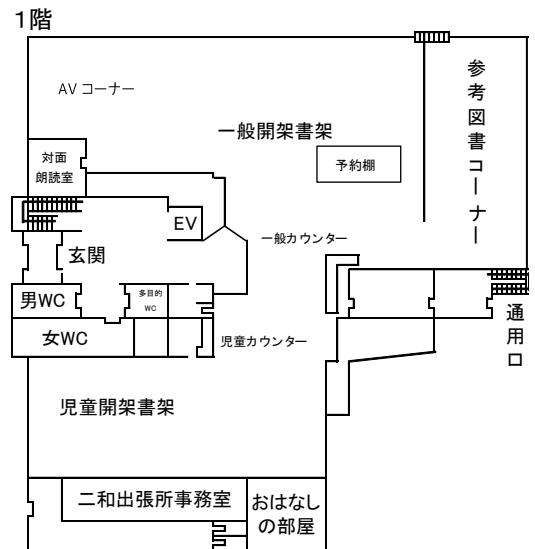 1階
AVコーナー
一般開架書架
参考図書コーナー
対面
朗読室
予約棚
EV
一般カウンター
玄関
男WC
多目的
WC
女WC
児童カウンター
通用口
児童開架書架
二和出張所事務室
おはなし
の部屋